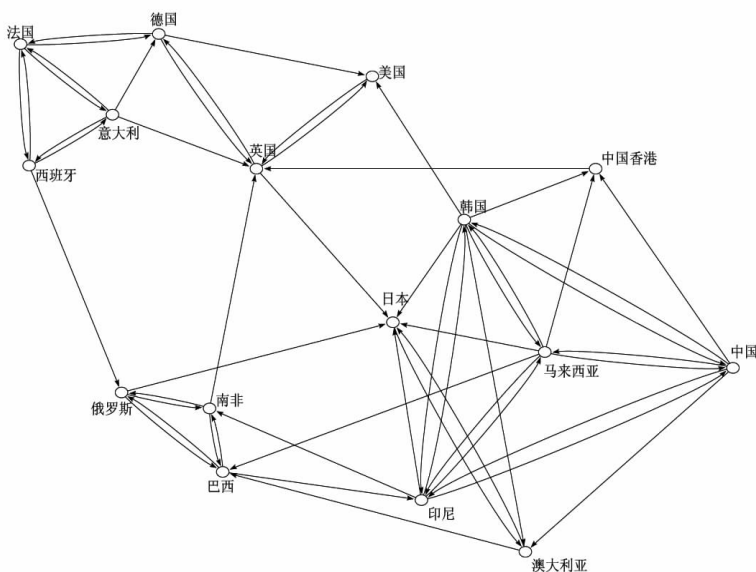 德国
法国
美国
意大利
英国
西班牙
中国香港
韩国
日本
中国
马来西亚
南非
俄罗斯
巴西
印尼
澳大利亚